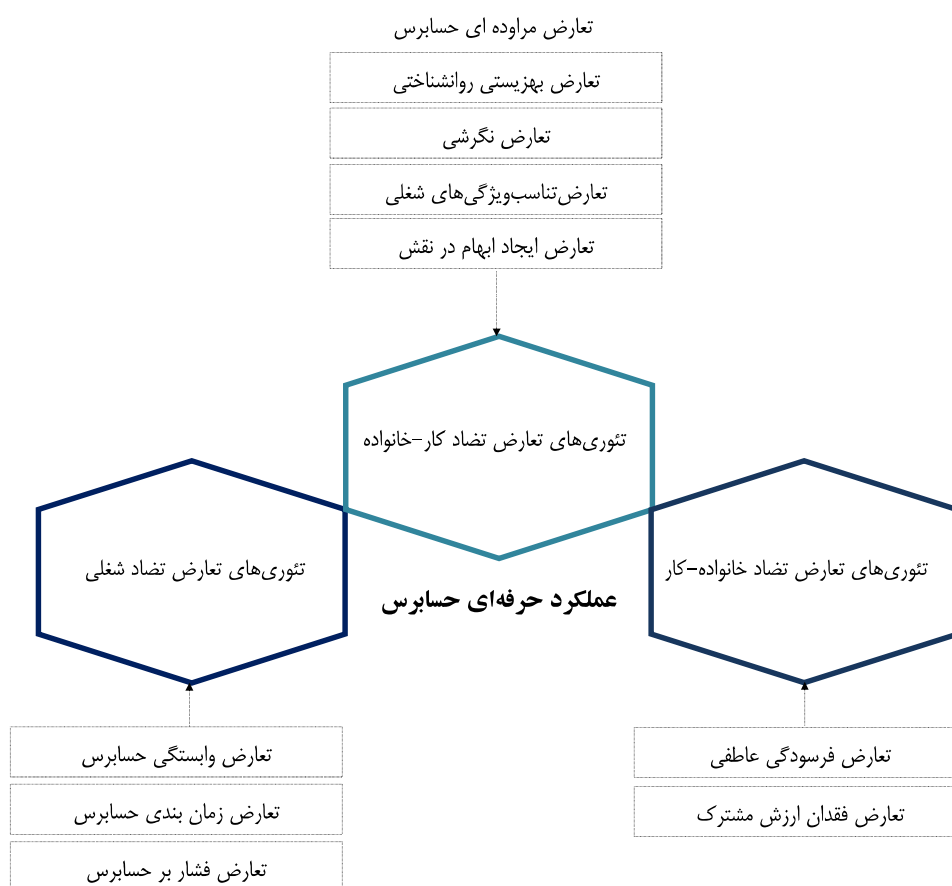 تعارض مراوده ای حسابرس
تعارض بهزیستی روانشناختی
تعارض نگرشی
تعارض‌تناسب‌ویژگی‌های شغلی
تعارض ایجاد ابهام در نقش
تئوری‌های تعارض تضاد کار-خانواده
تئوری‌های تعارض تضاد خانواده-کار
تئوری‌های تعارض تضاد شغلی
عملکرد حرفه‌ای حسابرس
تعارض فرسودگی عاطفی
تعارض فقدان ارزش مشترک
تعارض وابستگی حسابرس
تعارض زمان بندی حسابرس
تعارض فشار بر حسابرس